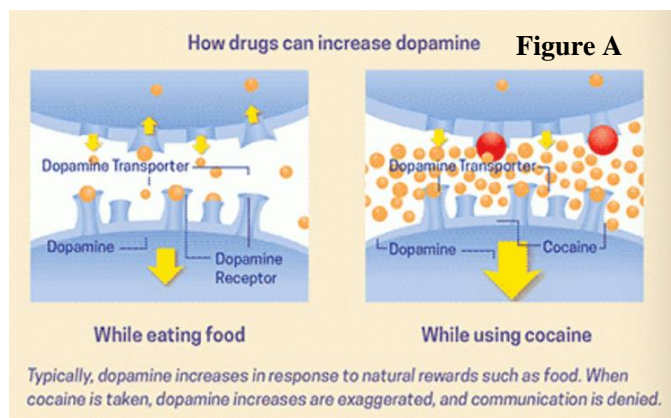 How drugs can increase dopamine
Figure A
Dopamine Transporter
Dopamine
Dopamine
Receptor
Dopamine Transporter
Dopamine
Cocaine
While eating food
While using cocaine
Typically, dopamine increases in response to natural rewards such as food. When
cocaine is taken, dopamine increases are exaggerated, and communication is denied.